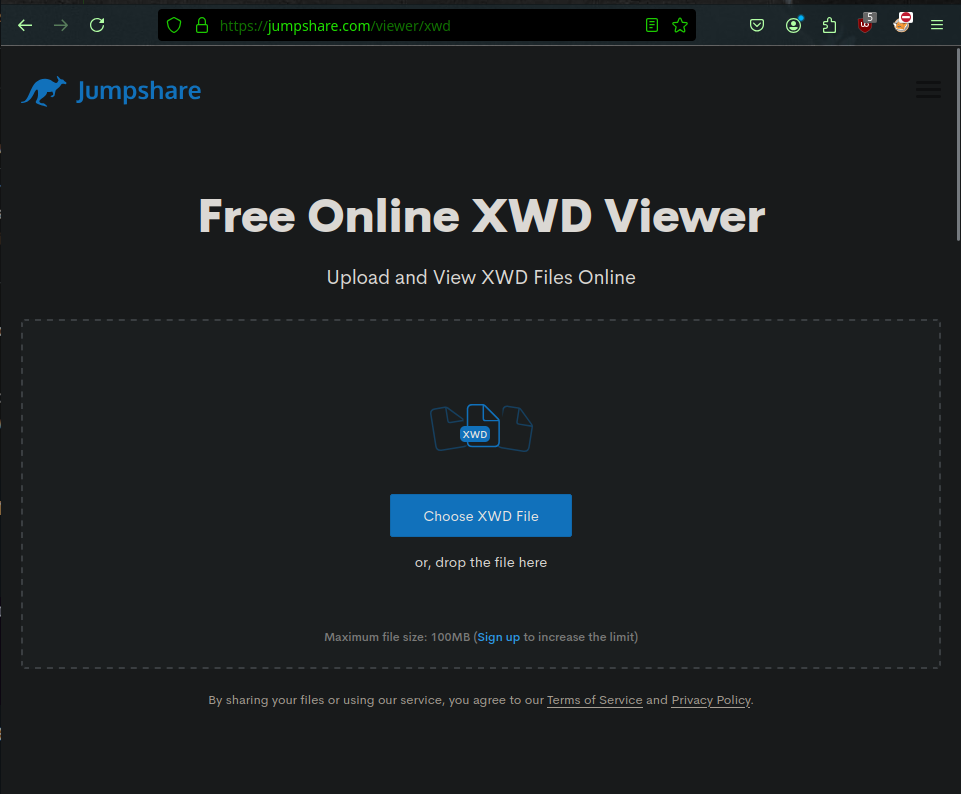 https://jumpshare.com/viewer/xwd
5
Jumpshare
Free Online XWD Viewer
Upload and View XWD Files Online
XWD
Choose XWD File
or, drop the file here
Maximum file size: 100MB (Sign up to increase the limit)
By sharing your files or using our service, you agree to our Terms of Service and Privacy Policy.